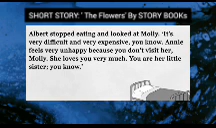 SHORT STORY: ' The Flowers' By STORY BOOKs
Albert stopped eating and looked at Molly. 'It's
very difficult and very expensive, you know. Annie
feels very unhappy because you don't visit her,
Molly. She loves you very much. You are her little
sister; you know.'